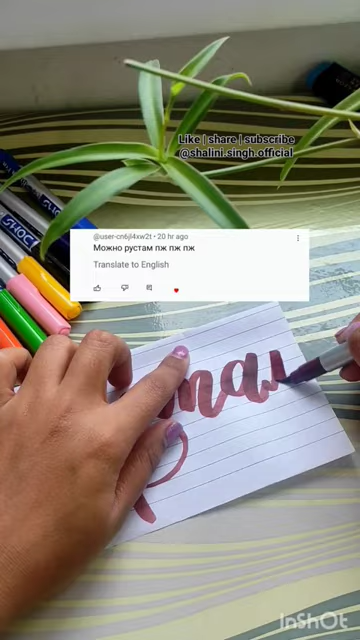 Like | share | subscribe
@shalini.singh.official
@user-cn6jl4xw2t • 20 hr ago
Можно рустам пж пж пж
Translate to English
InShOt